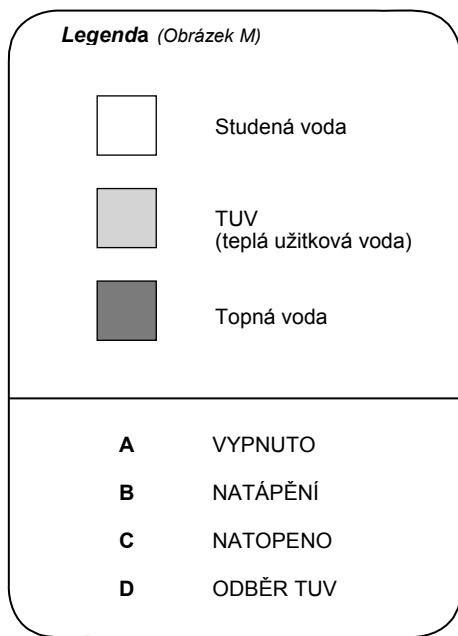 Legenda (Obrázek M)
Studená voda
TUV
(teplá užitková voda)
Topná voda
A VYPNUTO
B NATÁPĚNÍ
C NATOPENO
D ODBĚR TUV